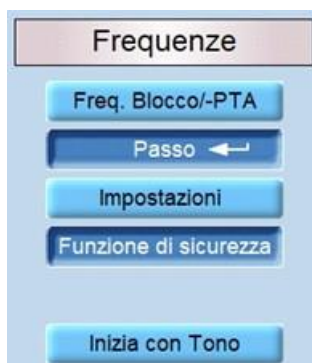 Frequenze
Freq. Blocco/-PTA
Passo
Impostazioni
Funzione di sicurezza
Inizia con Tono